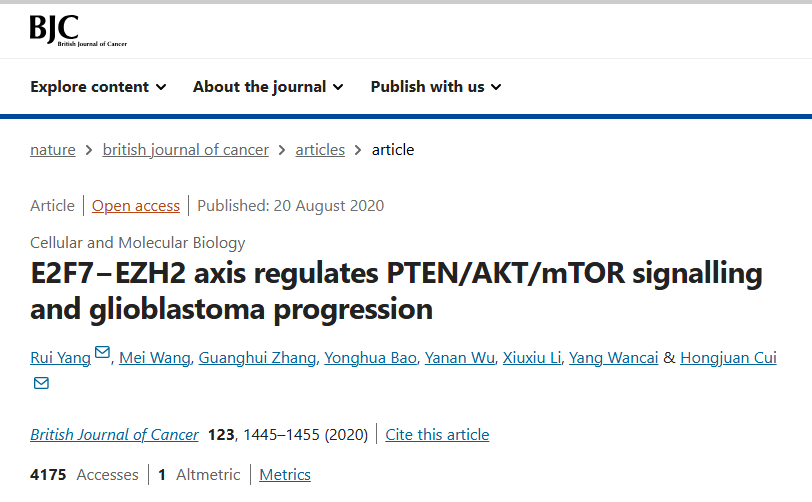 BJC
British Journal of Cancer
Explore content About the journal Publish with us
nature > british journal of cancer > articles > article
Article | Open access | Published: 20 August 2020
Cellular and Molecular Biology
E2F7–EZH2 axis regulates PTEN/AKT/mTOR signalling
and glioblastoma progression
Rui Yang, Mei Wang, Guanghui Zhang, Yonghua Bao, Yanan Wu, Xiuxiu Li, Yang Wancai & Hongjuan Cui
British Journal of Cancer 123, 1445–1455 (2020) | Cite this article
4175 Accesses | 1 Altmetric | Metrics